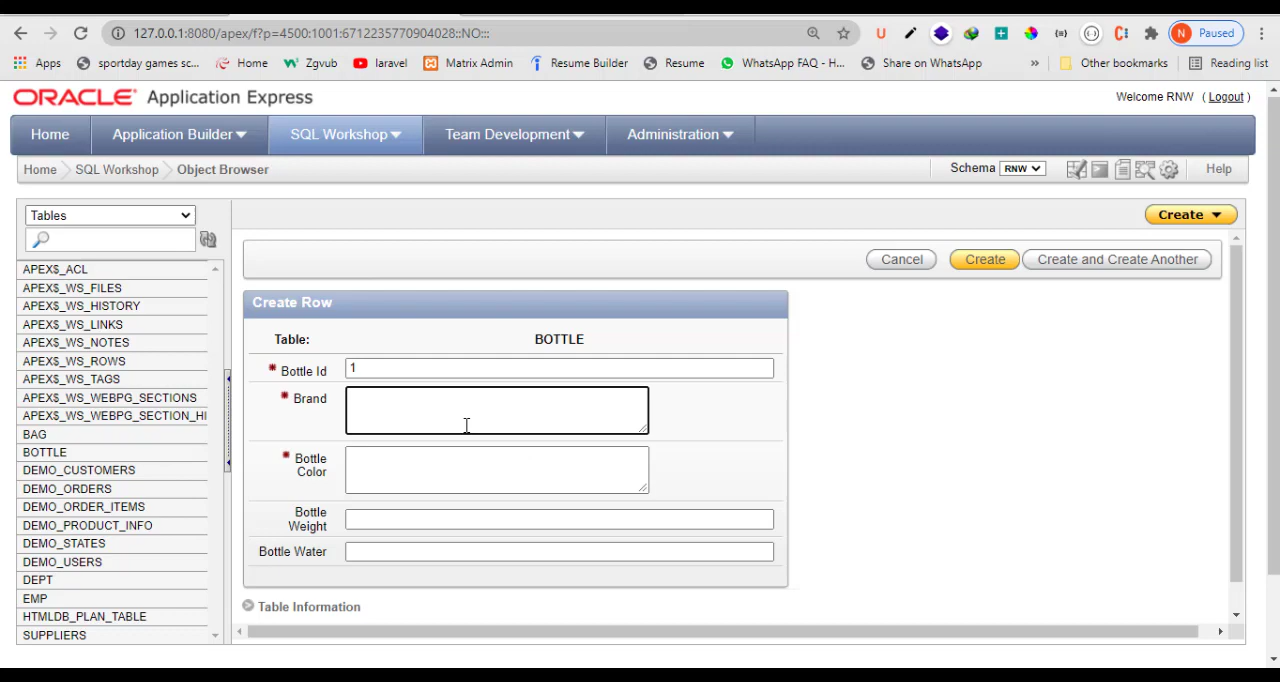 127.0.0.1:8080/apex/f?p=4500:1001:6712235770904028::NO:::
N Paused
Apps sportday games sc... Home Zgvub laravel Matrix Admin Resume Builder Resume WhatsApp FAQ - H... Share on WhatsApp » Other bookmarks Reading list
ORACLE Application Express
Welcome RNW ( Logout )
Home Application Builder SQL Workshop Team Development Administration
Home SQL Workshop Object Browser
Schema RNW Help
Tables
Create
Cancel Create Create and Create Another
APEX$_ACL
APEX$_WS_FILES
APEX$_WS_HISTORY
APEX$_WS_LINKS
APEX$_WS_NOTES
APEX$_WS_ROWS
APEX$_WS_TAGS
APEX$_WS_WEBPG_SECTIONS
APEX$_WS_WEBPG_SECTION_HI
BAG
BOTTLE
DEMO_CUSTOMERS
DEMO_ORDERS
DEMO_ORDER_ITEMS
DEMO_PRODUCT_INFO
DEMO_STATES
DEMO_USERS
DEPT
EMP
HTMLDB_PLAN_TABLE
SUPPLIERS
Create Row
Table: BOTTLE
* Bottle Id 1
* Brand
* Bottle
Color
Bottle
Weight
Bottle Water
Table Information